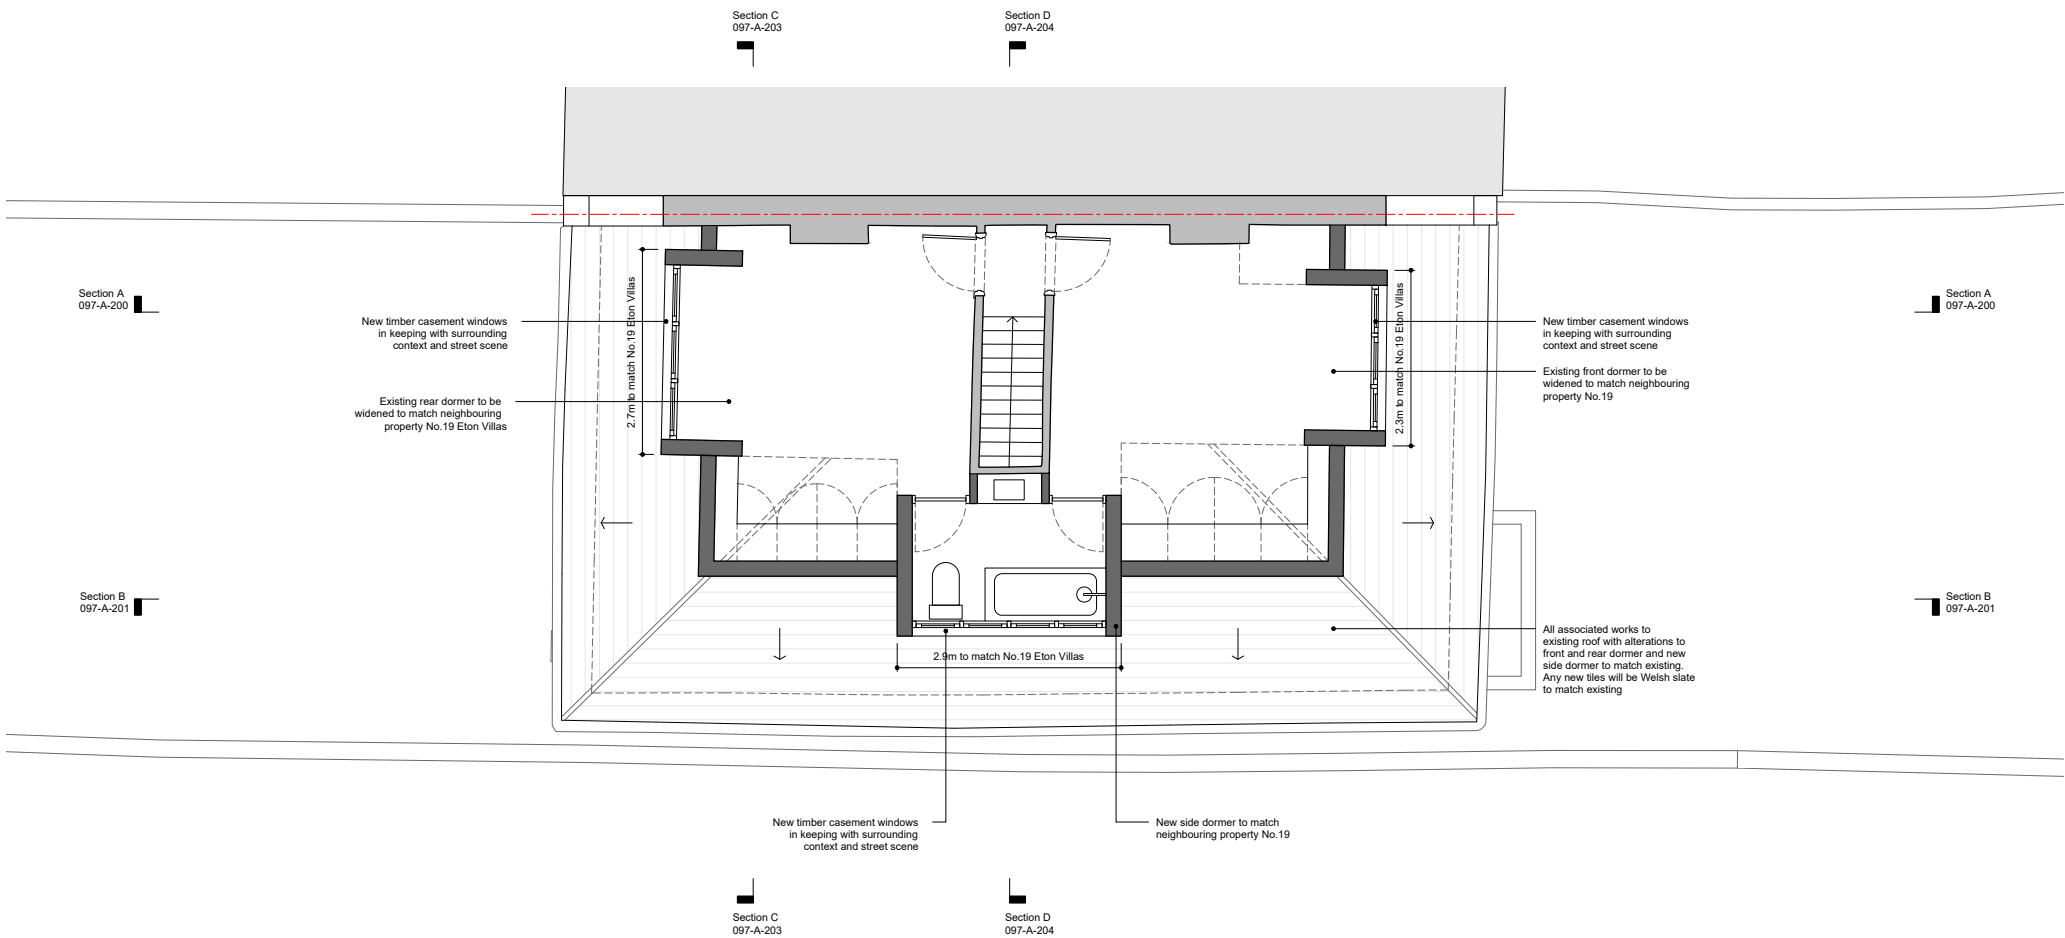 Section C
097-A-203
Section D
097-A-204
Section A
097-A-200
Section A
097-A-200
New timber casement windows
in keeping with surrounding
context and street scene
2.7m to match No.19 Eton Villas
2.3m to match No.19 Eton Villas
New timber casement windows
in keeping with surrounding
context and street scene
Existing rear dormer to be
widened to match neighbouring
property No.19 Eton Villas
Existing front dormer to be
widened to match neighbouring
property No.19
Section B
097-A-201
Section B
097-A-201
2.9m to match No.19 Eton Villas
All associated works to
existing roof with alterations to
front and rear dormer and new
side dormer to match existing.
Any new tiles will be Welsh slate
to match existing
New timber casement windows
in keeping with surrounding
context and street scene
New side dormer to match
neighbouring property No.19
Section C
097-A-203
Section D
097-A-204